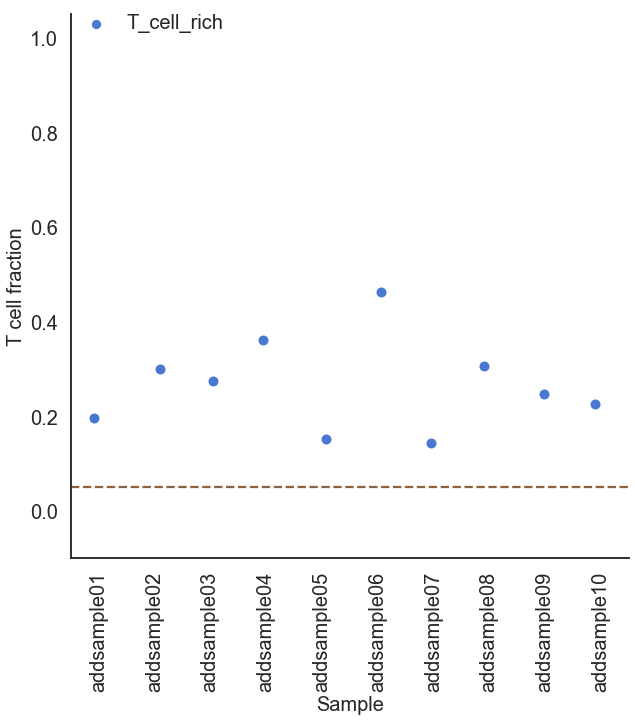 T_cell_rich
1.0
0.8
0.6
0.4
0.2
0.0
T cell fraction
addsample01
addsample02
addsample03
addsample04
addsample05
addsample06
addsample07
addsample08
addsample09
addsample10
Sample